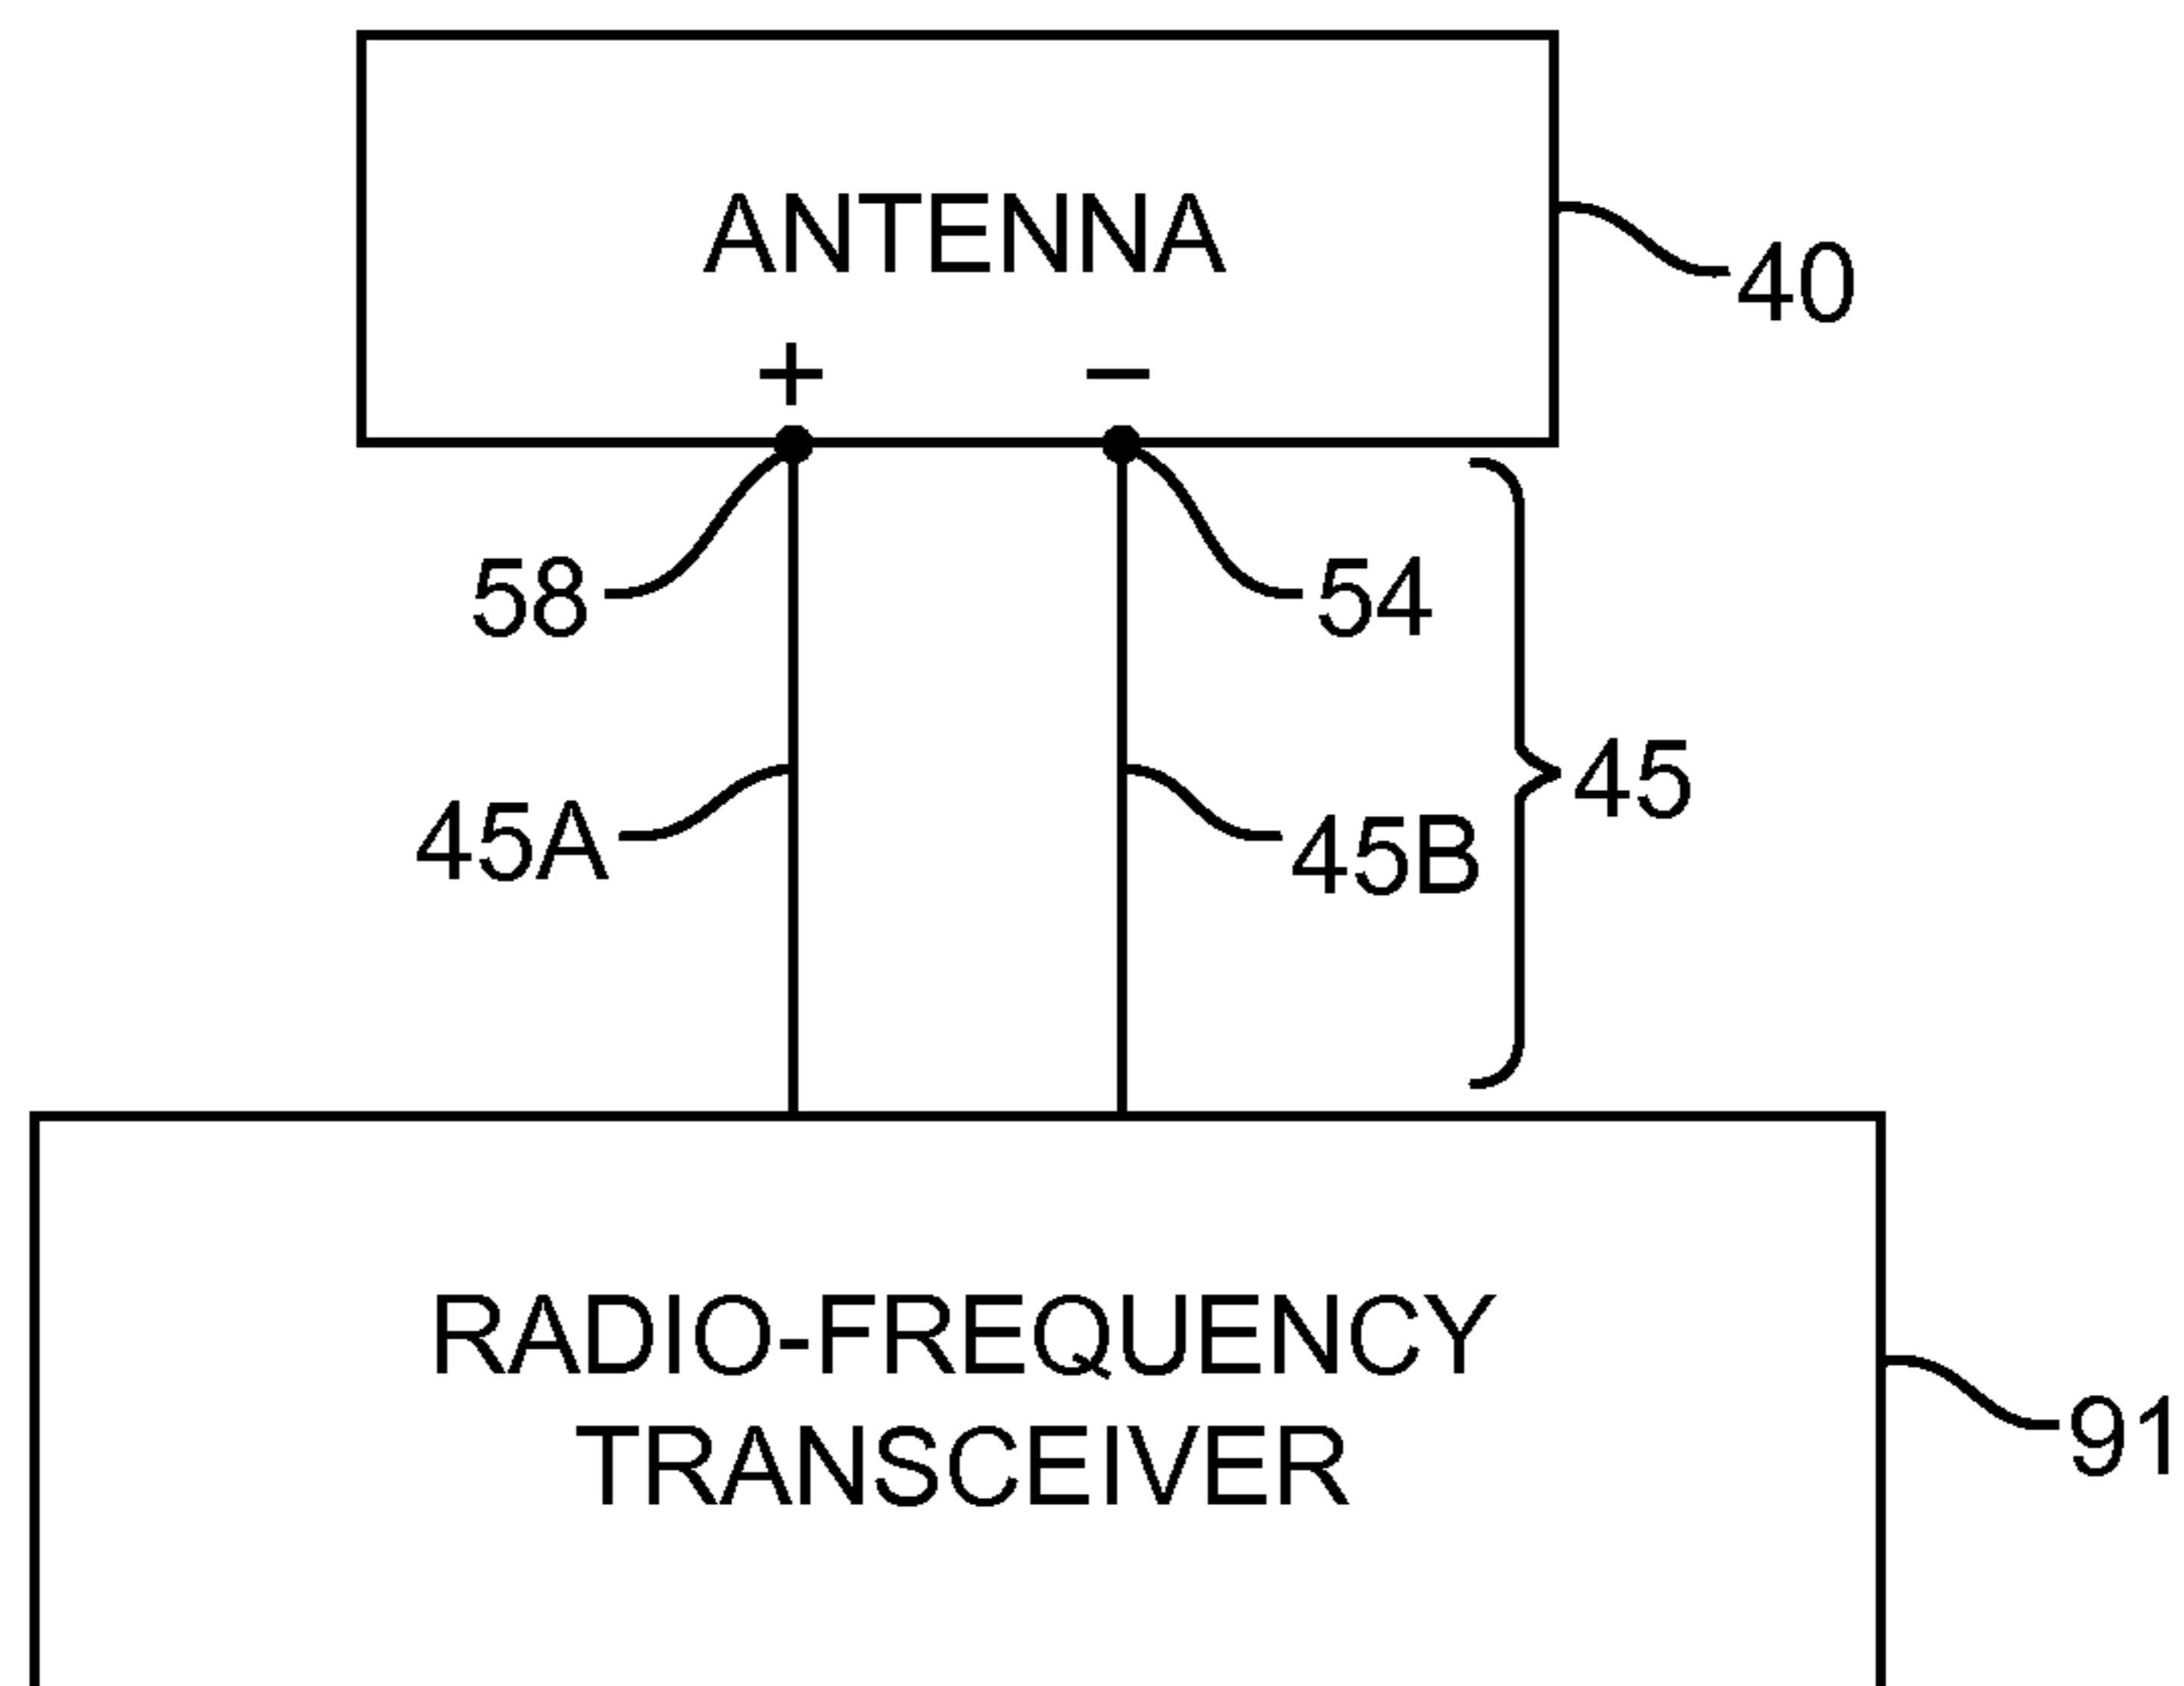 ANTENNA
40
+ −
58
54
45
45A
45B
RADIO-FREQUENCY
TRANSCEIVER
91